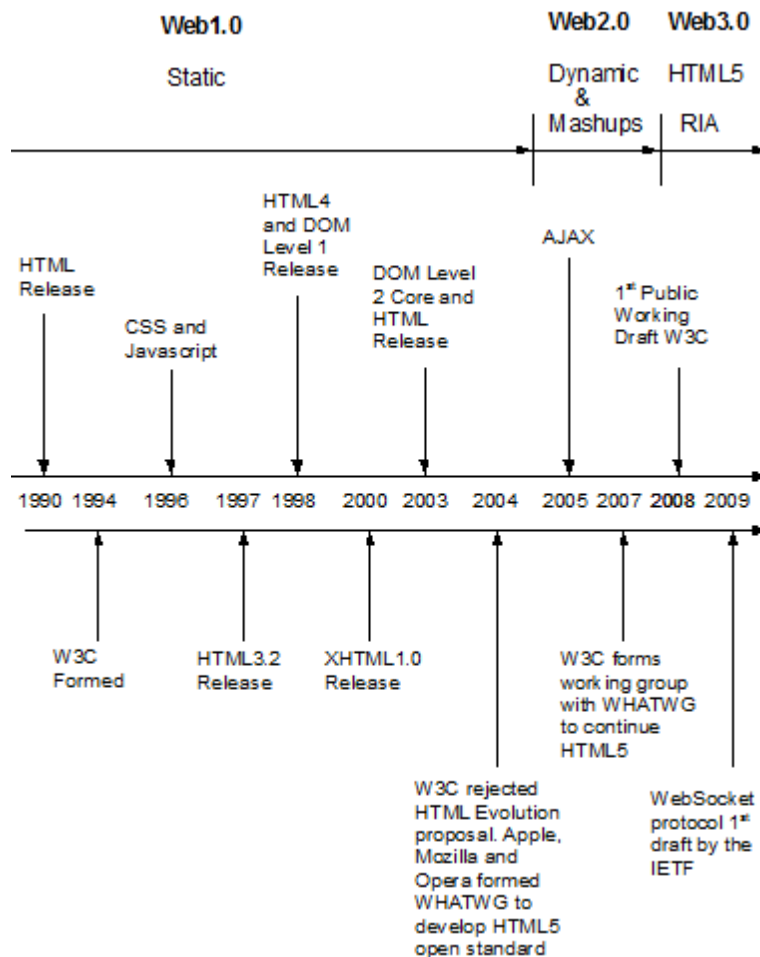 Web1.0
Static
Web2.0
Dynamic
&
Mashups
Web3.0
HTML5
RIA
HTML
Release
CSS and
Javascript
HTML4
and DOM
Level 1
Release
DOM Level
2 Core and
HTML
Release
AJAX
1st Public
Working
Draft W3C
1990 1994 1996 1997 1998 2000 2003 2004 2005 2007 2008 2009
W3C
Formed
HTML3.2
Release
XHTML1.0
Release
W3C rejected
HTML Evolution
proposal. Apple,
Mozilla and
Opera formed
WHATWG to
develop HTML5
open standard
W3C forms
working group
with WHATWG
to continue
HTML5
WebSocket
protocol 1st
draft by the
IETF